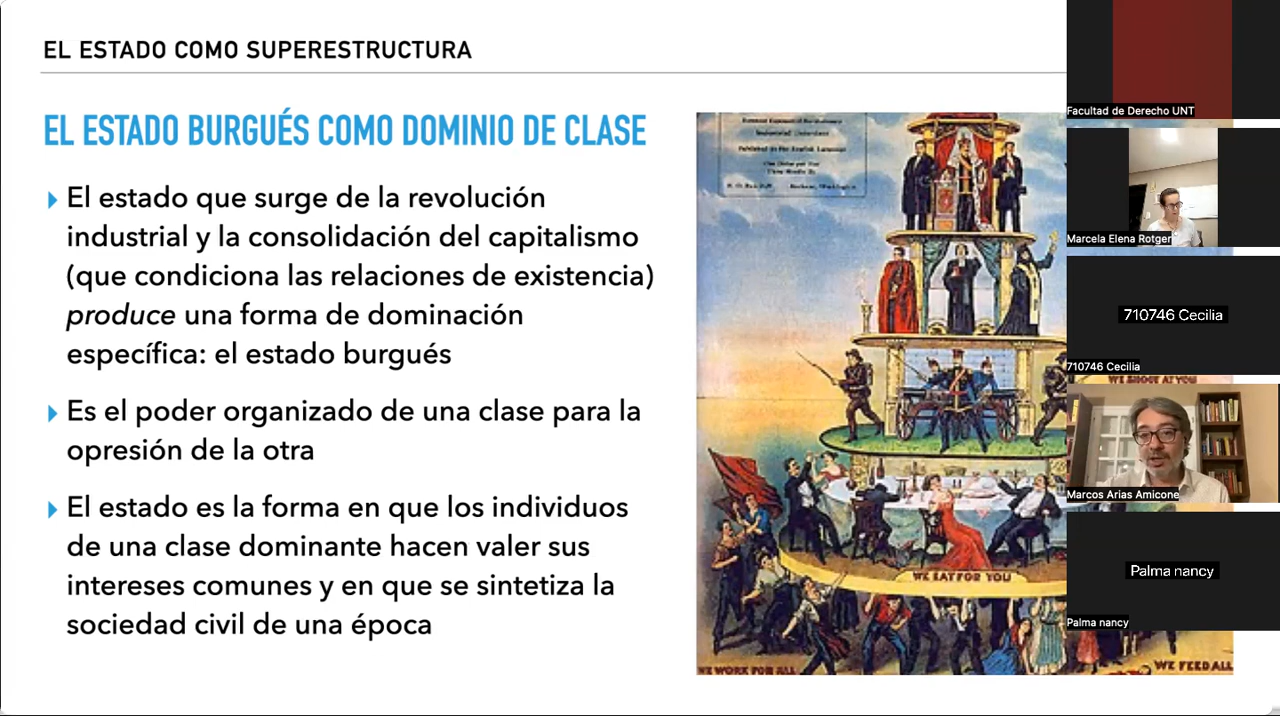 EL ESTADO COMO SUPERESTRUCTURA
EL ESTADO BURGUÉS COMO DOMINIO DE CLASE
El estado que surge de la revolución
industrial y la consolidación del capitalismo
(que condiciona las relaciones de existencia)
produce una forma de dominación
específica: el estado burgués
Es el poder organizado de una clase para la
opresión de la otra
El estado es la forma en que los individuos
de una clase dominante hacen valer sus
intereses comunes y en que se sintetiza la
sociedad civil de una época
Published in the English Language
WE SHOOT AT YOU
WE EAT FOR YOU
WE WORK FOR ALL
WE FEED ALL
Facultad de Derecho UNT
Marcela Elena Rotger
710746 Cecilia
710746 Cecilia
Marcos Arias Amicone
Palma nancy
Palma nancy